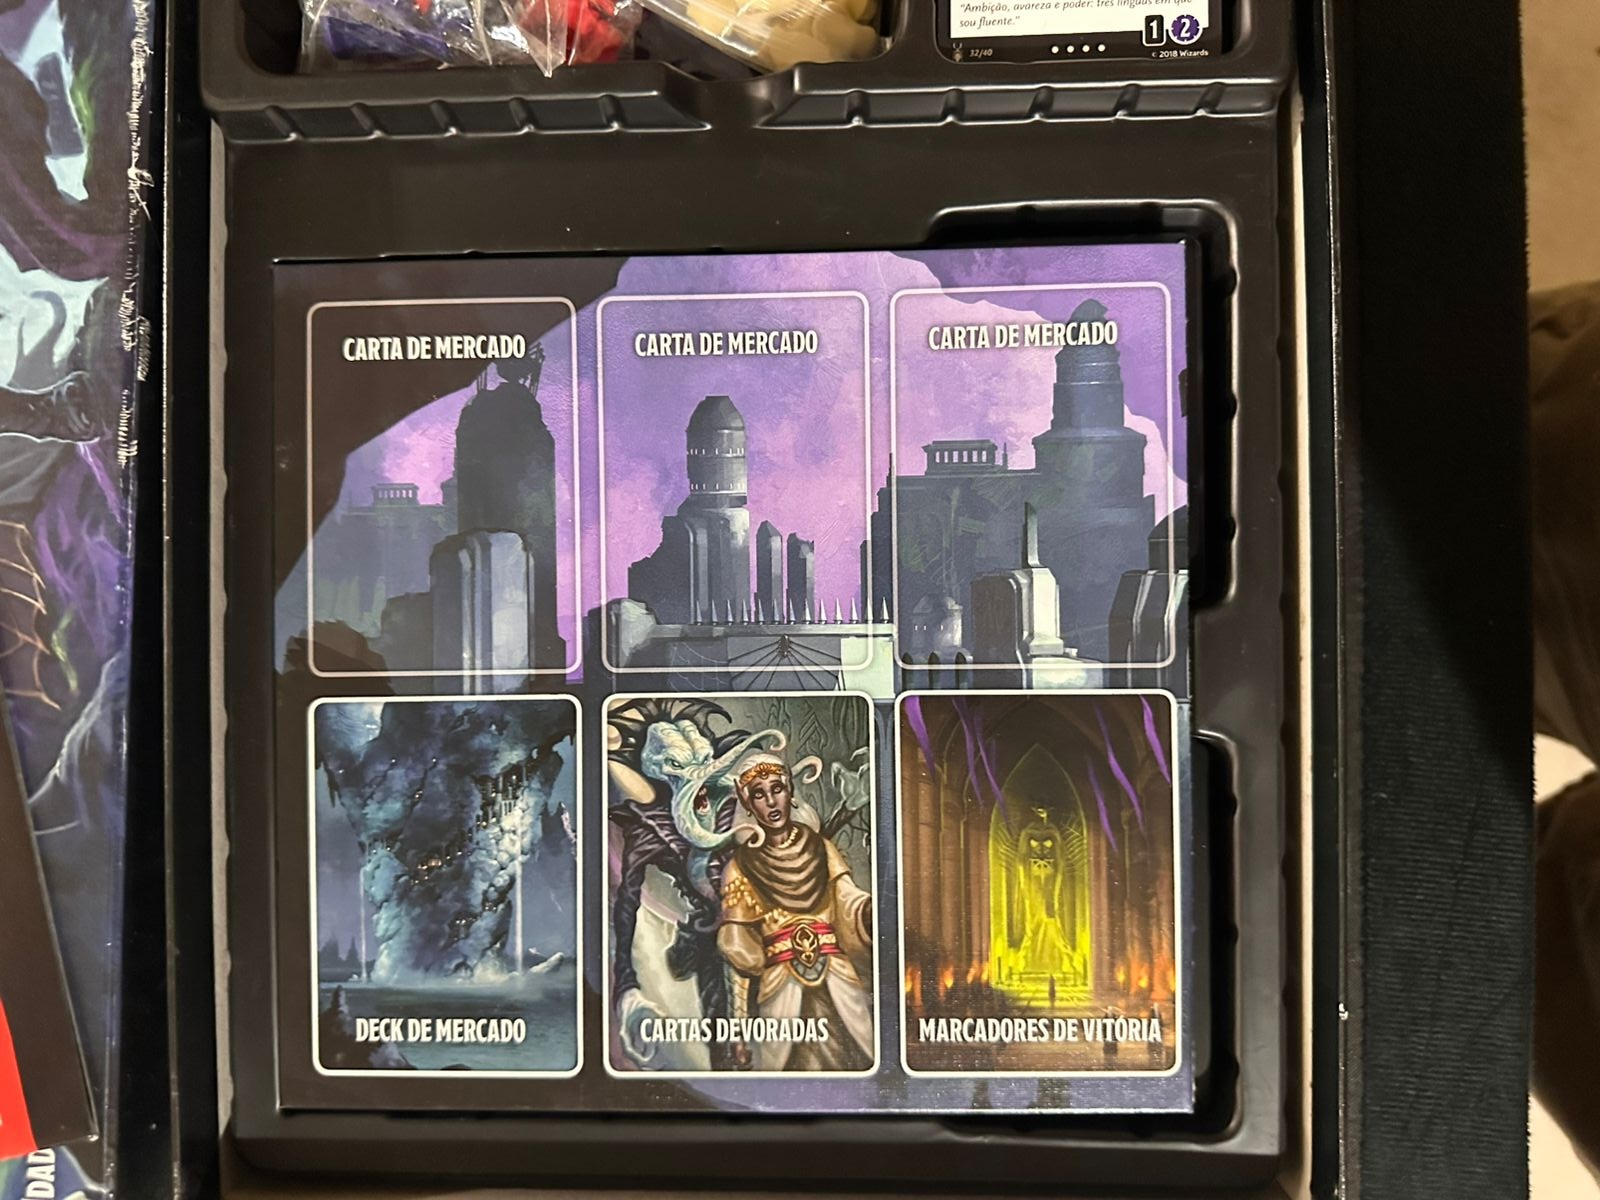 "Ambição, avareza e poder: três línguas em que
sou fluente."
1 2
32/40
© 2018 Wizards
CARTA DE MERCADO
CARTA DE MERCADO
CARTA DE MERCADO
DECK DE MERCADO
CARTAS DEVORADAS
MARCADORES DE VITÓRIA
DAD